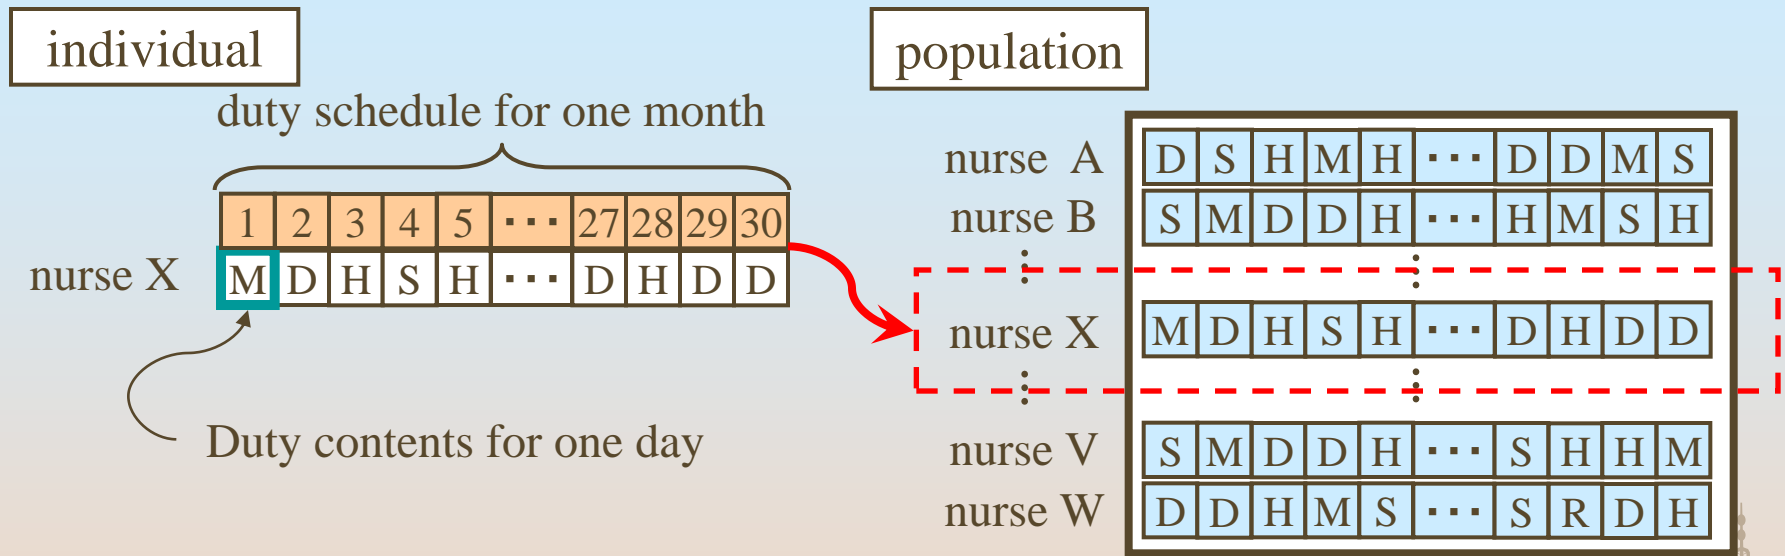 individual
duty schedule for one month
1 2 3 4 5 ··· 27 28 29 30
nurse X M D H S H ··· D H D D
Duty contents for one day
population
nurse A D S H M H ··· D D M S
nurse B S M D D H ··· H M S H
nurse X M D H S H ··· D H D D
nurse V S M D D H ··· S H H M
nurse W D D H M S ··· S R D H